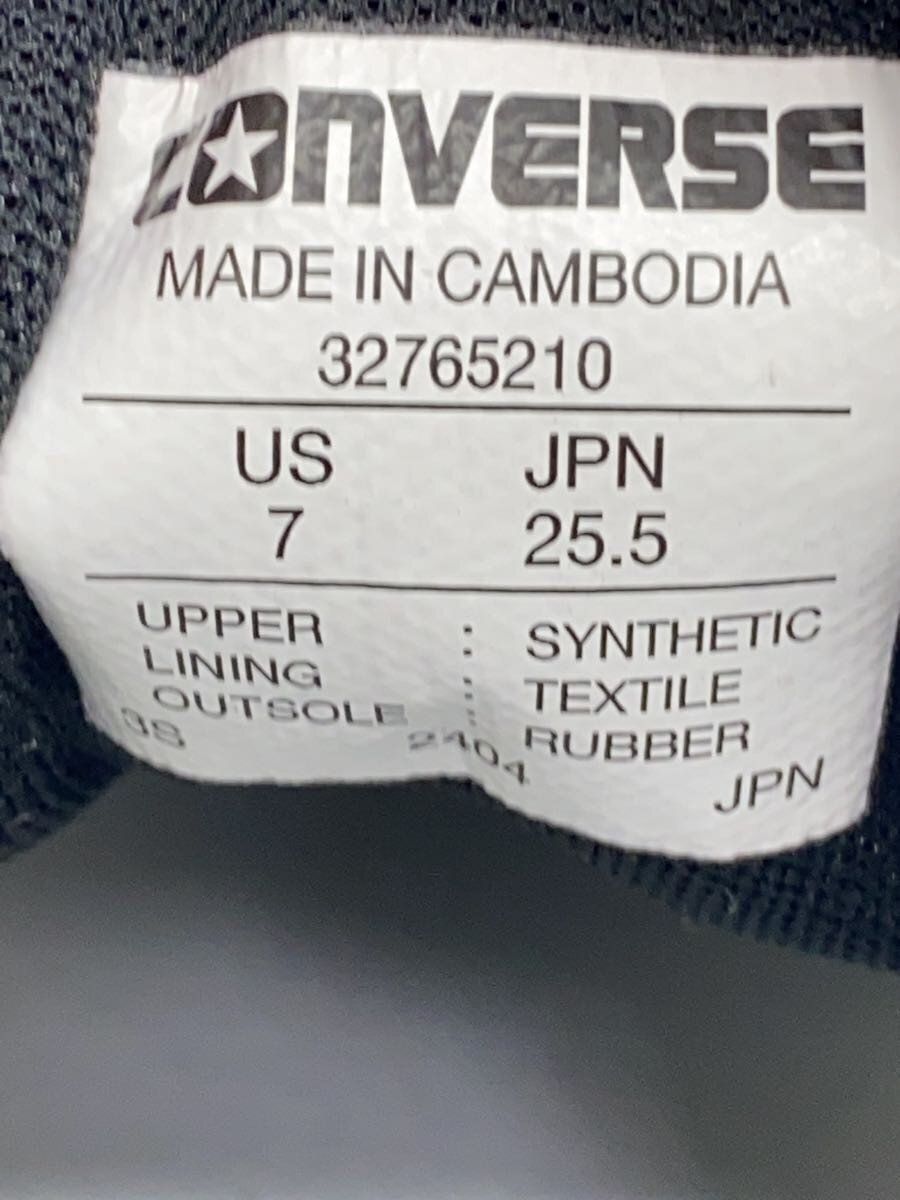 CONVERSE
MADE IN CAMBODIA
32765210
US JPN
7 25.5
UPPER : SYNTHETIC
LINING : TEXTILE
OUTSOLE : RUBBER
3S 2404 JPN